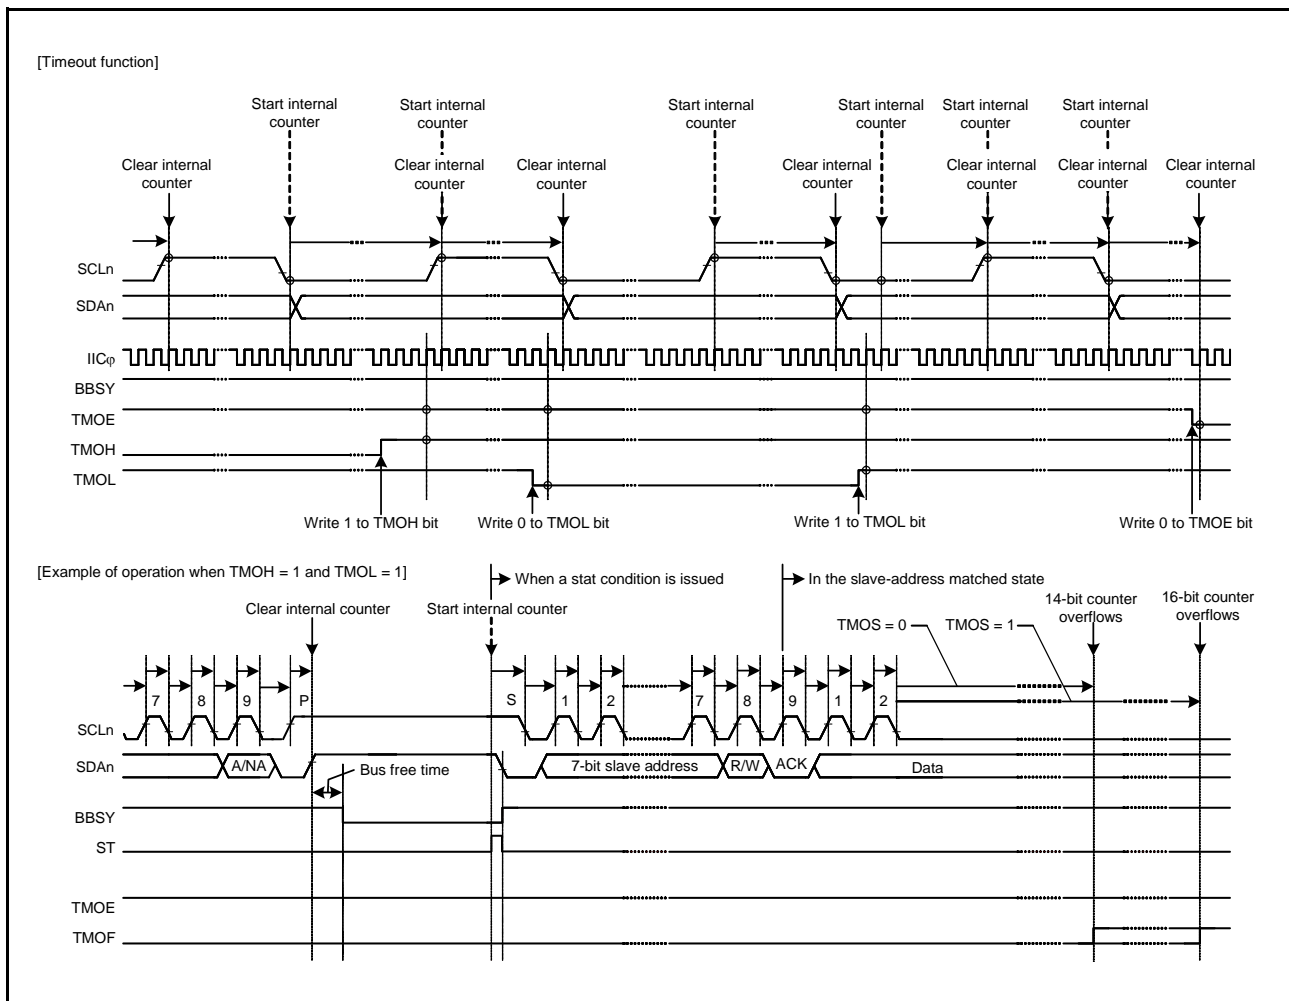 [Timeout function]
Start internal
counter
Start internal
counter
Start internal
counter
Start internal
counter
Start internal
counter
Start internal
counter
Clear internal
counter
Clear internal
counter
Clear internal
counter
Clear internal
counter
Clear internal
counter
Clear internal
counter
Clear internal
counter
SCLn
SDAn
IICφ
BBSY
TMOE
TMOH
TMOL
Write 1 to TMOH bit
Write 0 to TMOL bit
Write 1 to TMOL bit
Write 0 to TMOE bit
[Example of operation when TMOH = 1 and TMOL = 1]
When a stat condition is issued
In the slave-address matched state
Clear internal counter
Start internal counter
14-bit counter
overflows
16-bit counter
overflows
TMOS = 0
TMOS = 1
7 8 9 P S 1 2 7 8 9 1 2
SCLn
SDAn
A/NA
Bus free time
7-bit slave address
R/W
ACK
Data
BBSY
ST
TMOE
TMOF